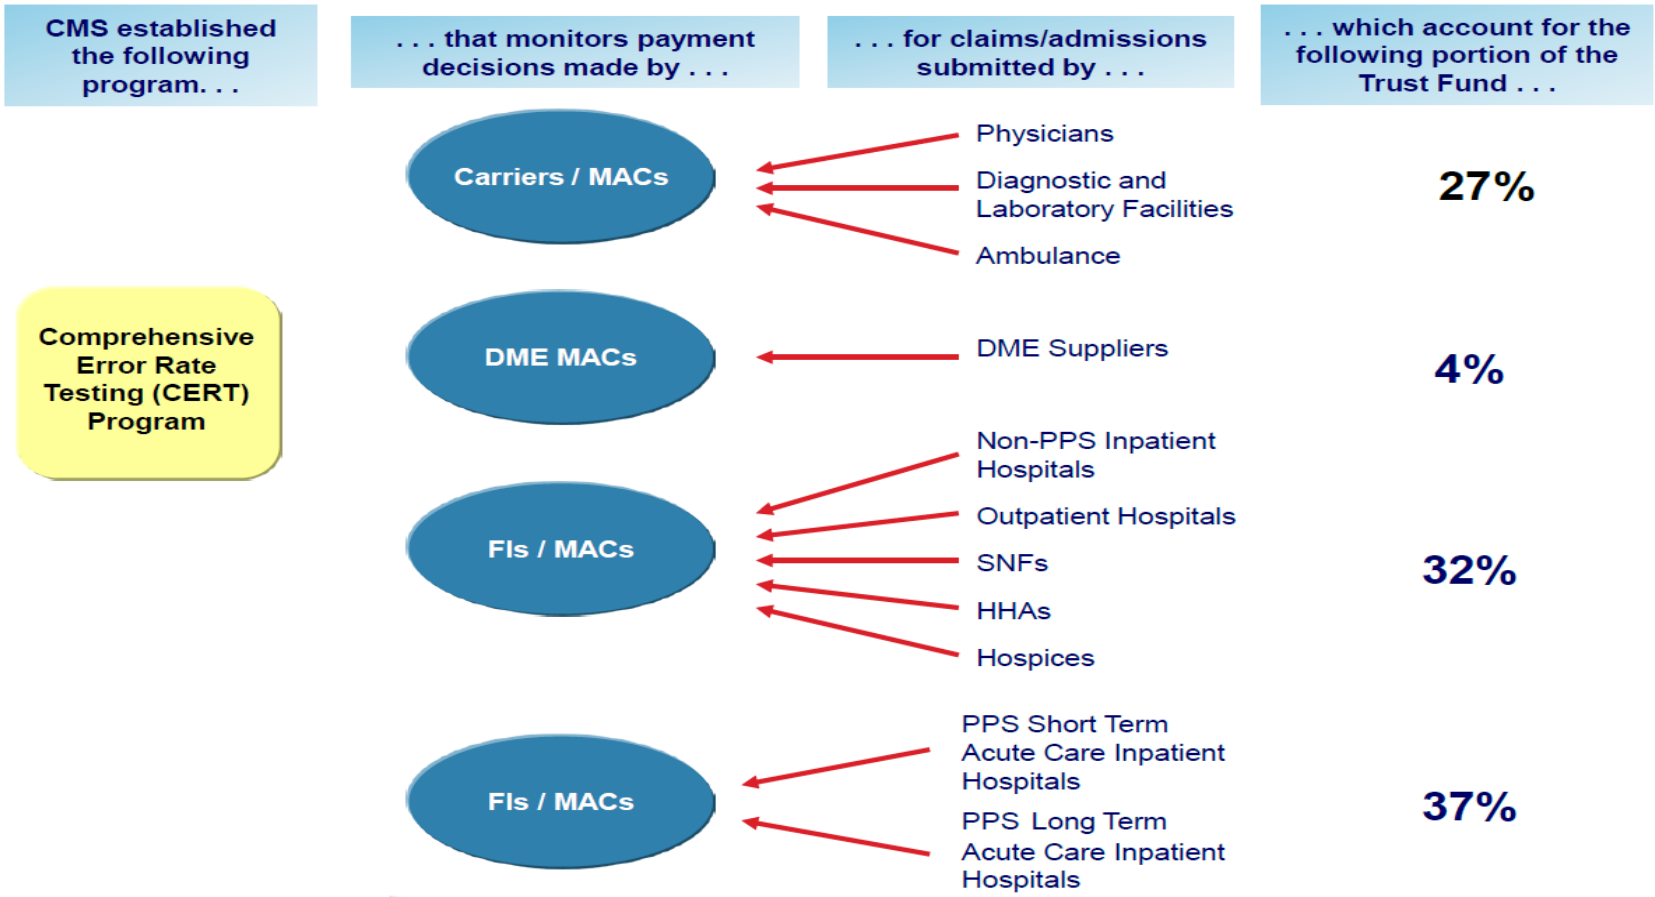 CMS established
the following
program. . .
. . . that monitors payment
decisions made by . . .
. . . for claims/admissions
submitted by . . .
. . . which account for the
following portion of the
Trust Fund . . .
Comprehensive
Error Rate
Testing (CERT)
Program
Carriers / MACs
Physicians
Diagnostic and
Laboratory Facilities
Ambulance
27%
DME MACs
DME Suppliers
4%
FIs / MACs
Non-PPS Inpatient
Hospitals
Outpatient Hospitals
SNFs
HHAs
Hospices
32%
FIs / MACs
PPS Short Term
Acute Care Inpatient
Hospitals
PPS Long Term
Acute Care Inpatient
Hospitals
37%